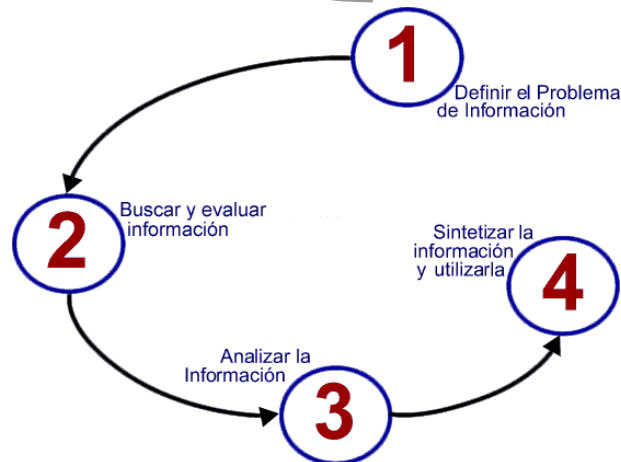 1
Definir el Problema
de Información
2
Buscar y evaluar
información
Analizar la
Información
3
Sintetizar la
información
y utilizarla
4